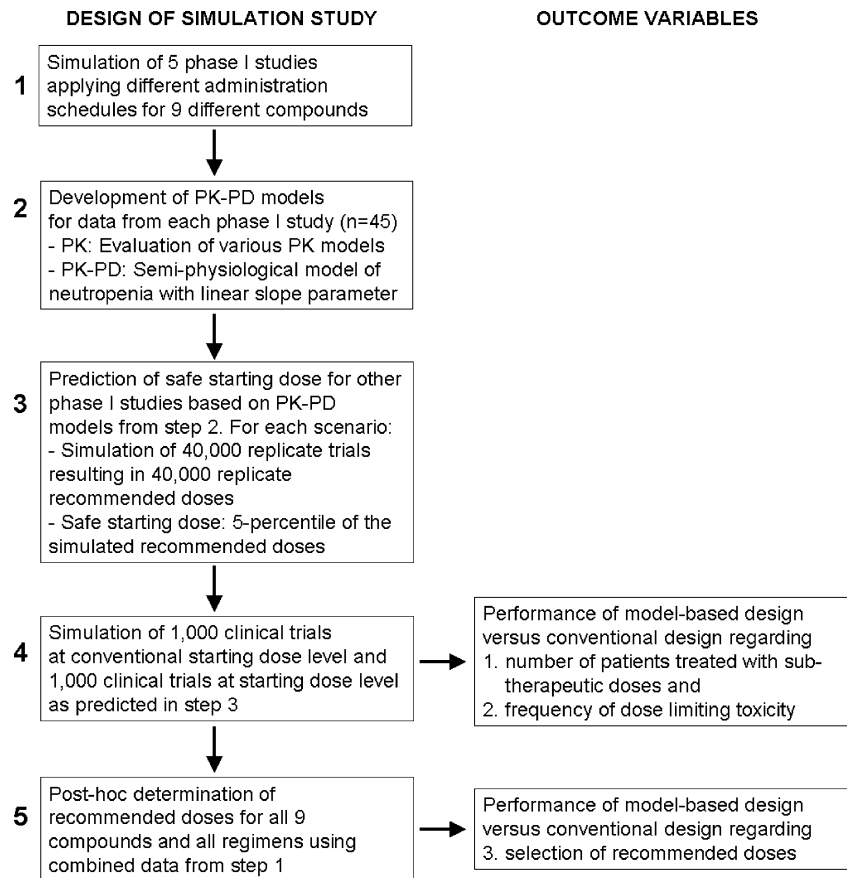 DESIGN OF SIMULATION STUDY
OUTCOME VARIABLES
1
Simulation of 5 phase I studies
applying different administration
schedules for 9 different compounds
2
Development of PK-PD models
for data from each phase I study (n=45)
- PK: Evaluation of various PK models
- PK-PD: Semi-physiological model of
neutropenia with linear slope parameter
3
Prediction of safe starting dose for other
phase I studies based on PK-PD
models from step 2. For each scenario:
- Simulation of 40,000 replicate trials
resulting in 40,000 replicate
recommended doses
- Safe starting dose: 5-percentile of the
simulated recommended doses
4
Simulation of 1,000 clinical trials
at conventional starting dose level and
1,000 clinical trials at starting dose level
as predicted in step 3
Performance of model-based design
versus conventional design regarding
1. number of patients treated with sub-
therapeutic doses and
2. frequency of dose limiting toxicity
5
Post-hoc determination of
recommended doses for all 9
compounds and all regimens using
combined data from step 1
Performance of model-based design
versus conventional design regarding
3. selection of recommended doses